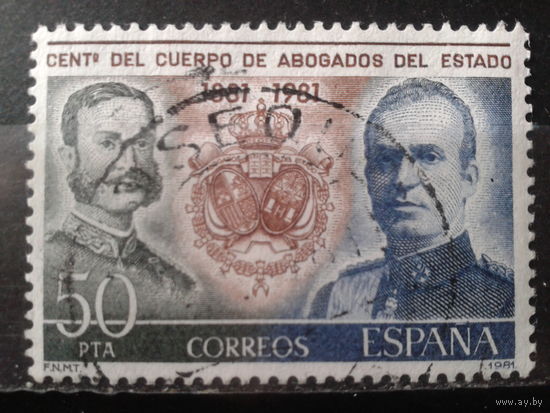 CENTº DEL CUERPO DE ABOGADOS DEL ESTADO
1881-1981
50
PTA
CORREOS
ESPAÑA
F.N.M.T.
1981
www.ay.by